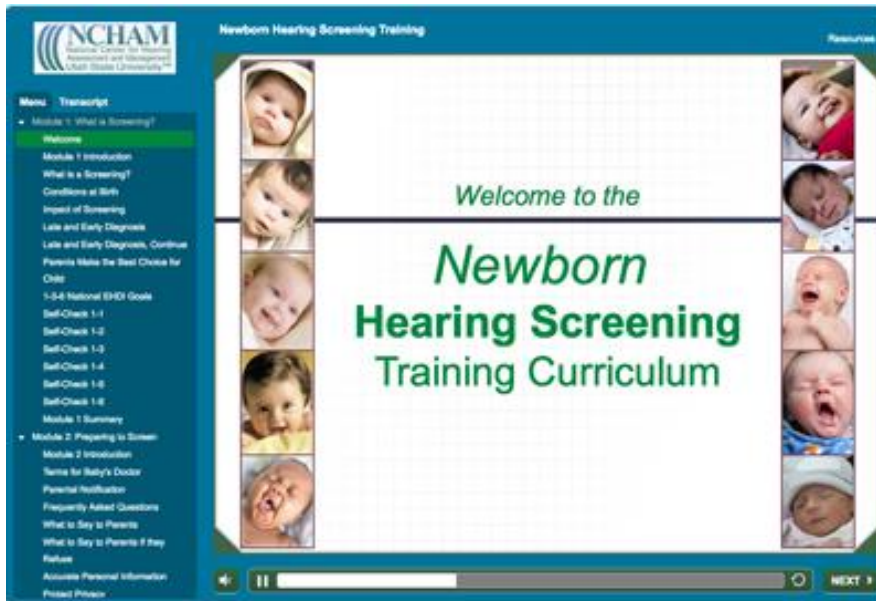 NCHAM
National Center for Hearing
Assessment and Management
Utah State University
Newborn Hearing Screening Training
Resources
Menu Transcript
Module 1: What is Screening?
Welcome
Module 1 Introduction
What is a Screening?
Conditions at Birth
Impact of Screening
Late and Early Diagnosis
Late and Early Diagnosis, Continue
Parents Make the Best Choice for
Child
1-3-6 National EHDI Goals
Self-Check 1-1
Self-Check 1-2
Self-Check 1-3
Self-Check 1-4
Self-Check 1-5
Self-Check 1-6
Module 1 Summary
Module 2: Preparing to Screen
Module 2 Introduction
Terms for Baby's Doctor
Parental Notification
Frequently Asked Questions
What to Say to Parents
What to Say to Parents if they
Refuse
Accurate Personal Information
Protect Privacy
Welcome to the
Newborn
Hearing Screening
Training Curriculum
NEXT